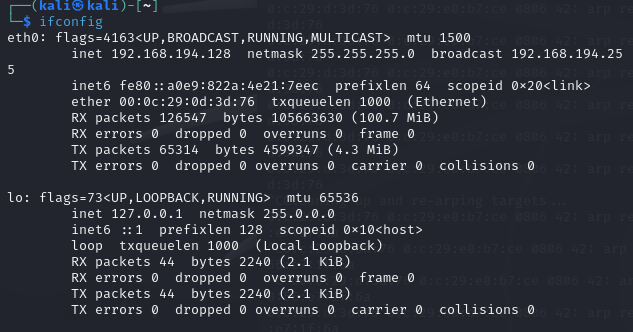 ┌──(kali㉿kali)-[~]
└─$ ifconfig
eth0: flags=4163<UP,BROADCAST,RUNNING,MULTICAST>  mtu 1500
        inet 192.168.194.128  netmask 255.255.255.0  broadcast 192.168.194.25
5
        inet6 fe80::a0e9:822a:4e21:7eec  prefixlen 64  scopeid 0x20<link>
        ether 00:0c:29:0d:3d:76  txqueuelen 1000  (Ethernet)
        RX packets 126547  bytes 105663630 (100.7 MiB)
        RX errors 0  dropped 0  overruns 0  frame 0
        TX packets 65314  bytes 4599347 (4.3 MiB)
        TX errors 0  dropped 0 overruns 0  carrier 0  collisions 0

lo: flags=73<UP,LOOPBACK,RUNNING>  mtu 65536
        inet 127.0.0.1  netmask 255.0.0.0
        inet6 ::1  prefixlen 128  scopeid 0x10<host>
        loop  txqueuelen 1000  (Local Loopback)
        RX packets 44  bytes 2240 (2.1 KiB)
        RX errors 0  dropped 0  overruns 0  frame 0
        TX packets 44  bytes 2240 (2.1 KiB)
        TX errors 0  dropped 0 overruns 0  carrier 0  collisions 0